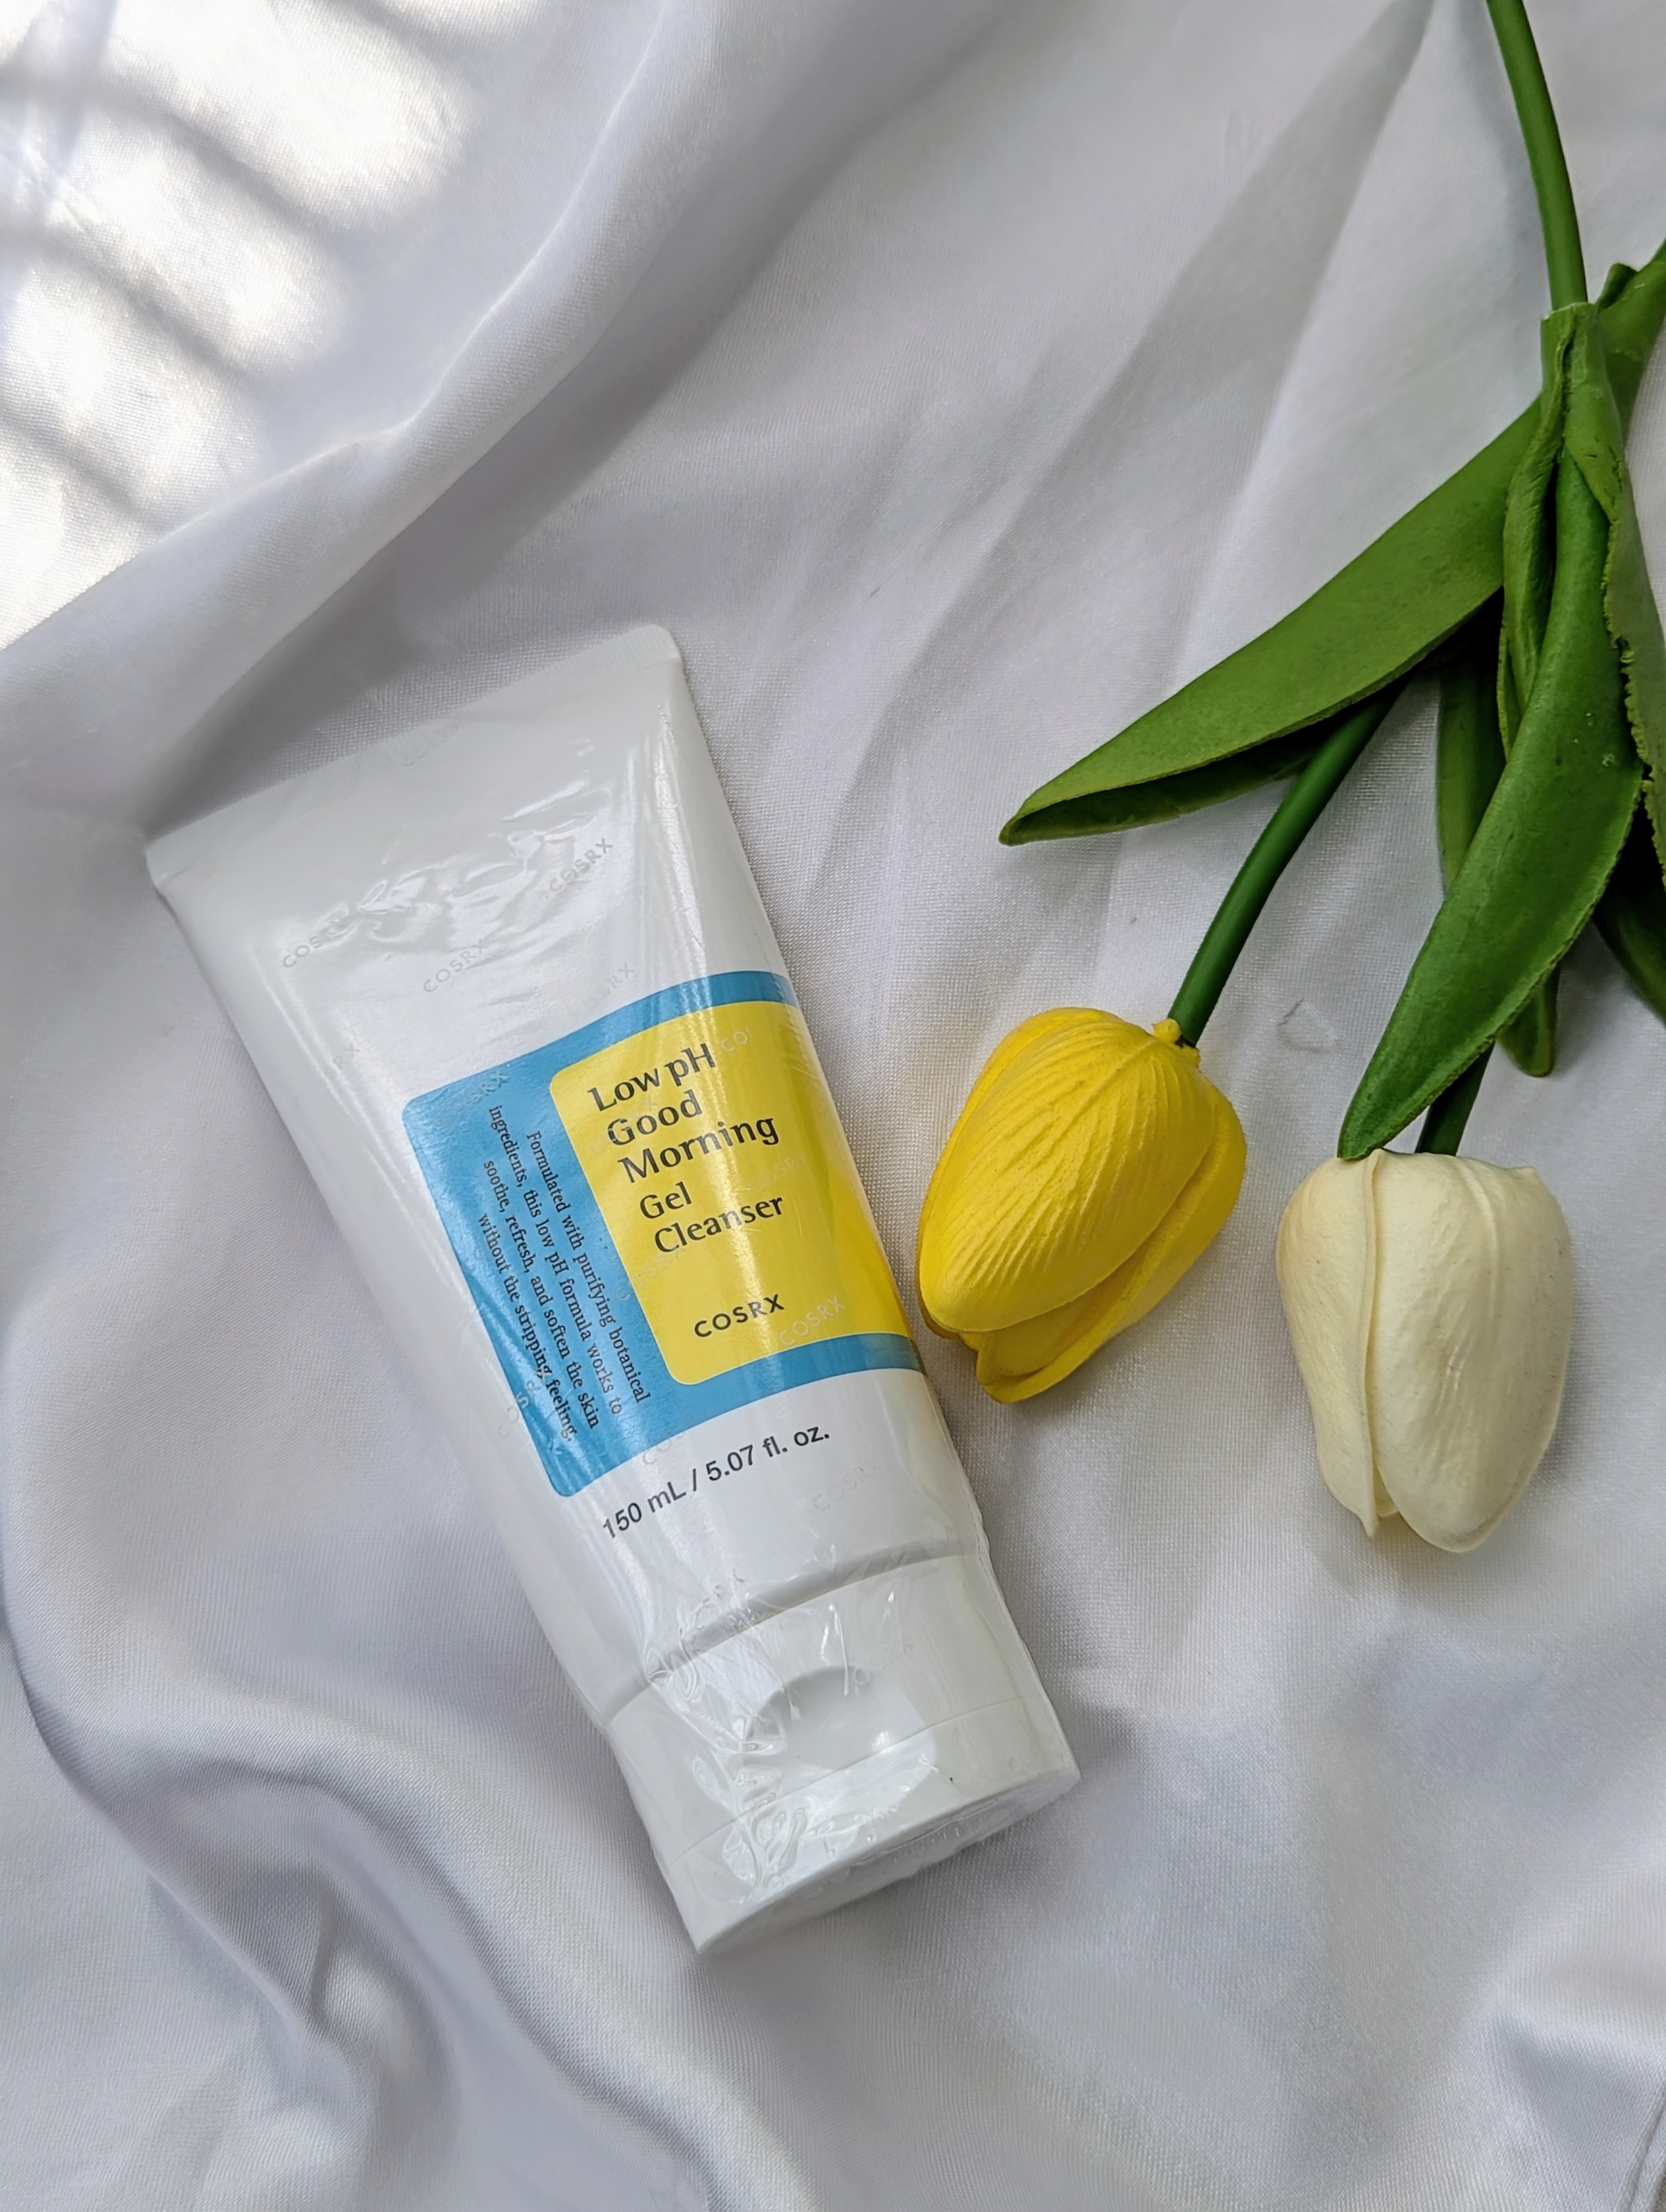 Low pH
Good
Morning
Gel
Cleanser
COSRX
Formulated with purifying botanical
ingredients, this low pH formula works to
soothe, refresh, and soften the skin
without the stripping feeling.
150 mL / 5.07 fl. oz.
COSRX
COSRX
COSRX
COSRX